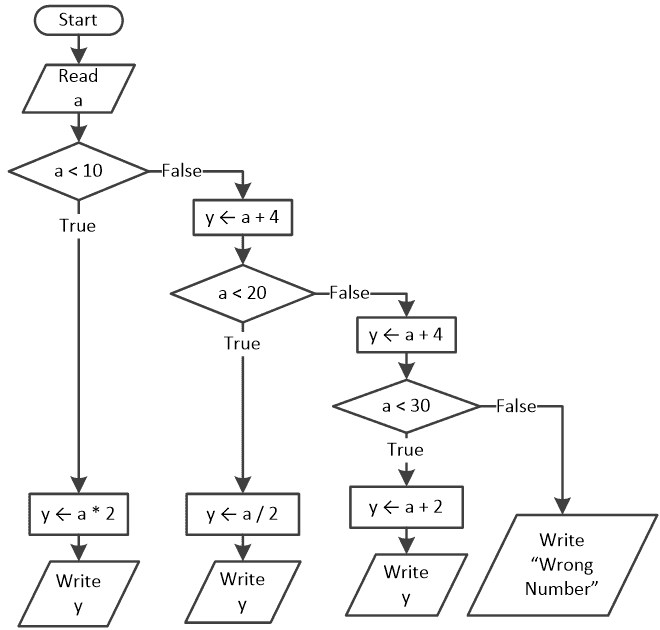 Start
Read
a
a < 10
False
True
y ← a + 4
a < 20
False
True
y ← a + 4
a < 30
False
True
y ← a * 2
y ← a / 2
y ← a + 2
Write
y
Write
y
Write
y
Write
“Wrong
Number”